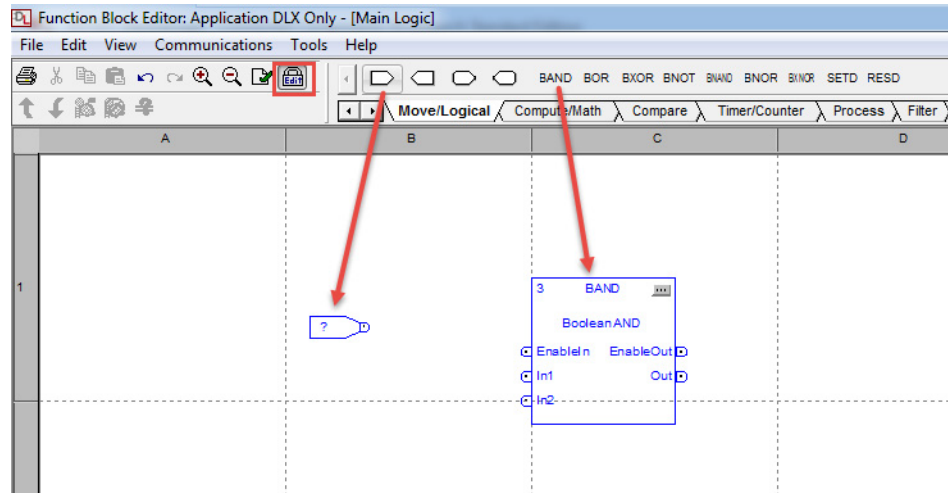 Function Block Editor: Application DLX Only - [Main Logic]
File Edit View Communications Tools Help
Edit BAND BOR BXOR BNOT BNAND BNOR BXNOR SETD RESD
Move/Logical Compute/Math Compare Timer/Counter Process Filter
A B C D
1
3 BAND ...
Boolean AND
?
EnableIn EnableOut
In1 Out
In2